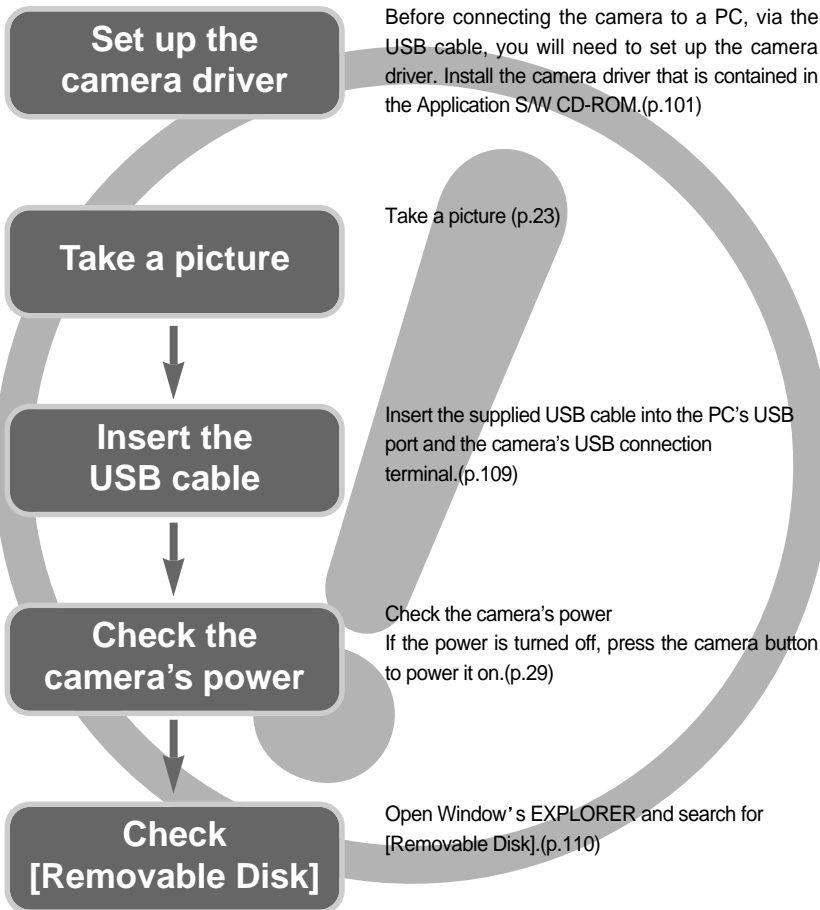 Set up the
camera driver
Before connecting the camera to a PC, via the
USB cable, you will need to set up the camera
driver. Install the camera driver that is contained in
the Application S/W CD-ROM.(p.101)
Take a picture
Take a picture (p.23)
Insert the
USB cable
Insert the supplied USB cable into the PC's USB
port and the camera's USB connection
terminal.(p.109)
Check the
camera's power
Check the camera's power
If the power is turned off, press the camera button
to power it on.(p.29)
Check
[Removable Disk]
Open Window's EXPLORER and search for
[Removable Disk].(p.110)